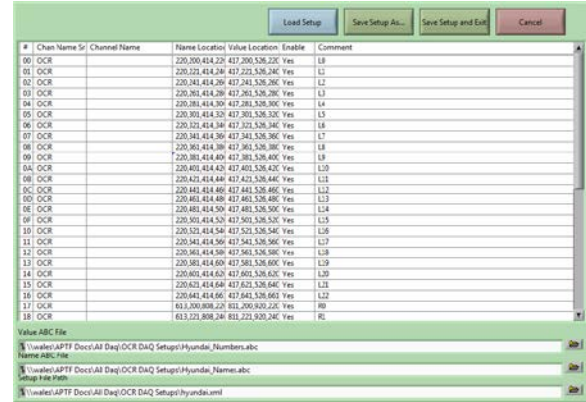 Load Setup Save Setup As... Save Setup and Exit Cancel
# Chan Name Sr Channel Name Name Location Value Location Enable Comment
00 OCR 220,200,414,22 417,200,526,22 Yes L0
01 OCR 220,221,414,24 417,221,526,24 Yes L1
02 OCR 220,241,414,26 417,241,526,26 Yes L2
03 OCR 220,261,414,28 417,261,526,28 Yes L3
04 OCR 220,281,414,30 417,281,526,30 Yes L4
05 OCR 220,301,414,32 417,301,526,32 Yes L5
06 OCR 220,321,414,34 417,321,526,34 Yes L6
07 OCR 220,341,414,36 417,341,526,36 Yes L7
08 OCR 220,361,414,38 417,361,526,38 Yes L8
09 OCR 220,381,414,40 417,381,526,40 Yes L9
0A OCR 220,401,414,42 417,401,526,42 Yes L10
0B OCR 220,421,414,44 417,421,526,44 Yes L11
0C OCR 220,441,414,46 417,441,526,46 Yes L12
0D OCR 220,461,414,48 417,461,526,48 Yes L13
0E OCR 220,481,414,50 417,481,526,50 Yes L14
0F OCR 220,501,414,52 417,501,526,52 Yes L15
10 OCR 220,521,414,54 417,521,526,54 Yes L16
11 OCR 220,541,414,56 417,541,526,56 Yes L17
12 OCR 220,561,414,58 417,561,526,58 Yes L18
13 OCR 220,581,414,60 417,581,526,60 Yes L19
14 OCR 220,601,414,62 417,601,526,62 Yes L20
15 OCR 220,621,414,64 417,621,526,64 Yes L21
16 OCR 220,641,414,66 417,641,526,661 Yes L22
17 OCR 613,200,808,22 811,200,920,22 Yes R0
18 OCR 613,221,808,24 811,221,920,24 Yes R1
Value ABC File
\\wales\APTF Docs\All Daq\OCR DAQ Setups\Hyundai_Numbers.abc
Name ABC File
\\wales\APTF Docs\All Daq\OCR DAQ Setups\Hyundai_Names.abc
Setup File Path
\\wales\APTF Docs\All Daq\OCR DAQ Setups\hyundai.xml